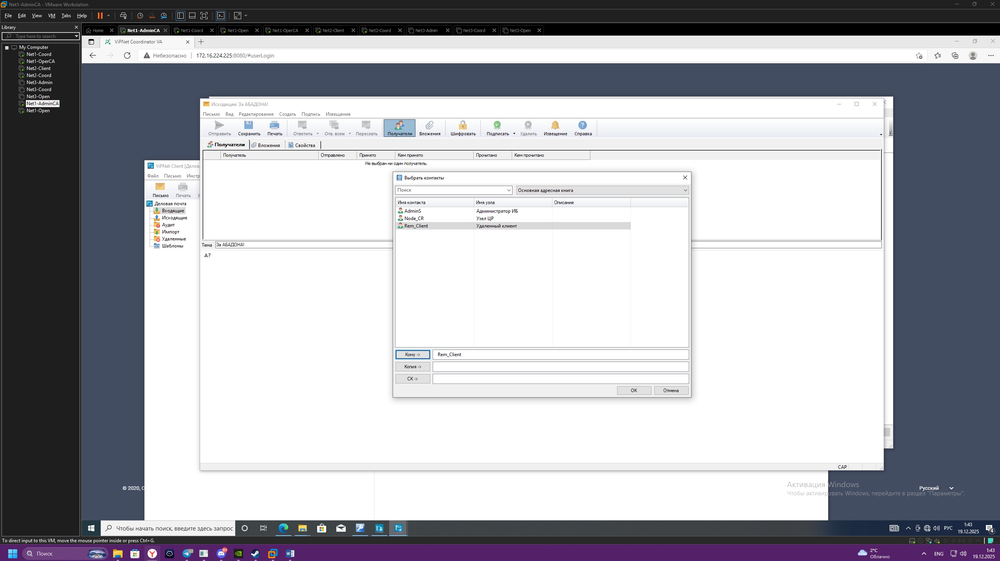 Net1-AdminCA - VMware Workstation
File Edit View VM Tabs Help
Library
Type here to search
My Computer
Net1-Coord
Net1-OperCA
Net2-Client
Net2-Coord
Net3-Admin
Net3-Coord
Net3-Open
Net1-AdminCA
Net1-Open
Home Net1-AdminCA Net1-Coord Net1-Open Net1-OperCA Net2-Client Net2-Coord Net3-Admin Net3-Coord Net3-Open
ViPNet Coordinator VA
Небезопасно 172.16.224.225:8080/#userLogin
Исходящее: За АБАДОНА!
Письмо Вид Редактирование Создать Подпись Извещения
Отправить Сохранить Печать Ответить Отв. всем Переслать Получатели Вложения Шифровать Подписать Удалить Извещение Справка
Получатели Вложения Свойства
Получатель Отправлено Принято Кем принято Прочитано Кем прочитано
Не выбран ни один получатель.
Тема За АБАДОНА!
А?
CAP
ViPNet Client [Делов
Файл Письмо Инстр
Письмо Печать У
Деловая почта
Входящие
Исходящие
Аудит
Импорт
Удаленные
Шаблоны
Выбрать контакты
Поиск Основная адресная книга
Имя контакта Имя узла Описание
AdminS Администратор ИБ
Node_CR Узел ЦР
Rem_Client Удаленный клиент
Кому -> Rem_Client
Копия ->
СК ->
OK Отмена
© 2020, О
Русский
Активация Windows
Чтобы активировать Windows, перейдите в раздел "Параметры".
Чтобы начать поиск, введите здесь запрос
РУС
1:43
19.12.2025
4
To direct input to this VM, move the mouse pointer inside or press Ctrl+G.
Поиск
.02
9+
2°C
Облачно
ENG
1:43
19.12.2025